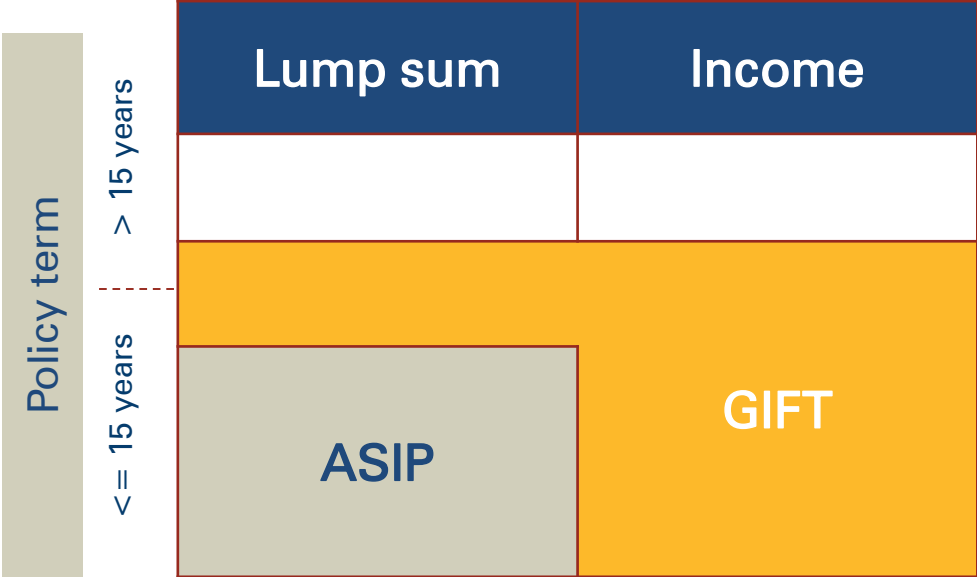 Lump sum
Income
Policy term
> 15 years
<= 15 years
GIFT
ASIP